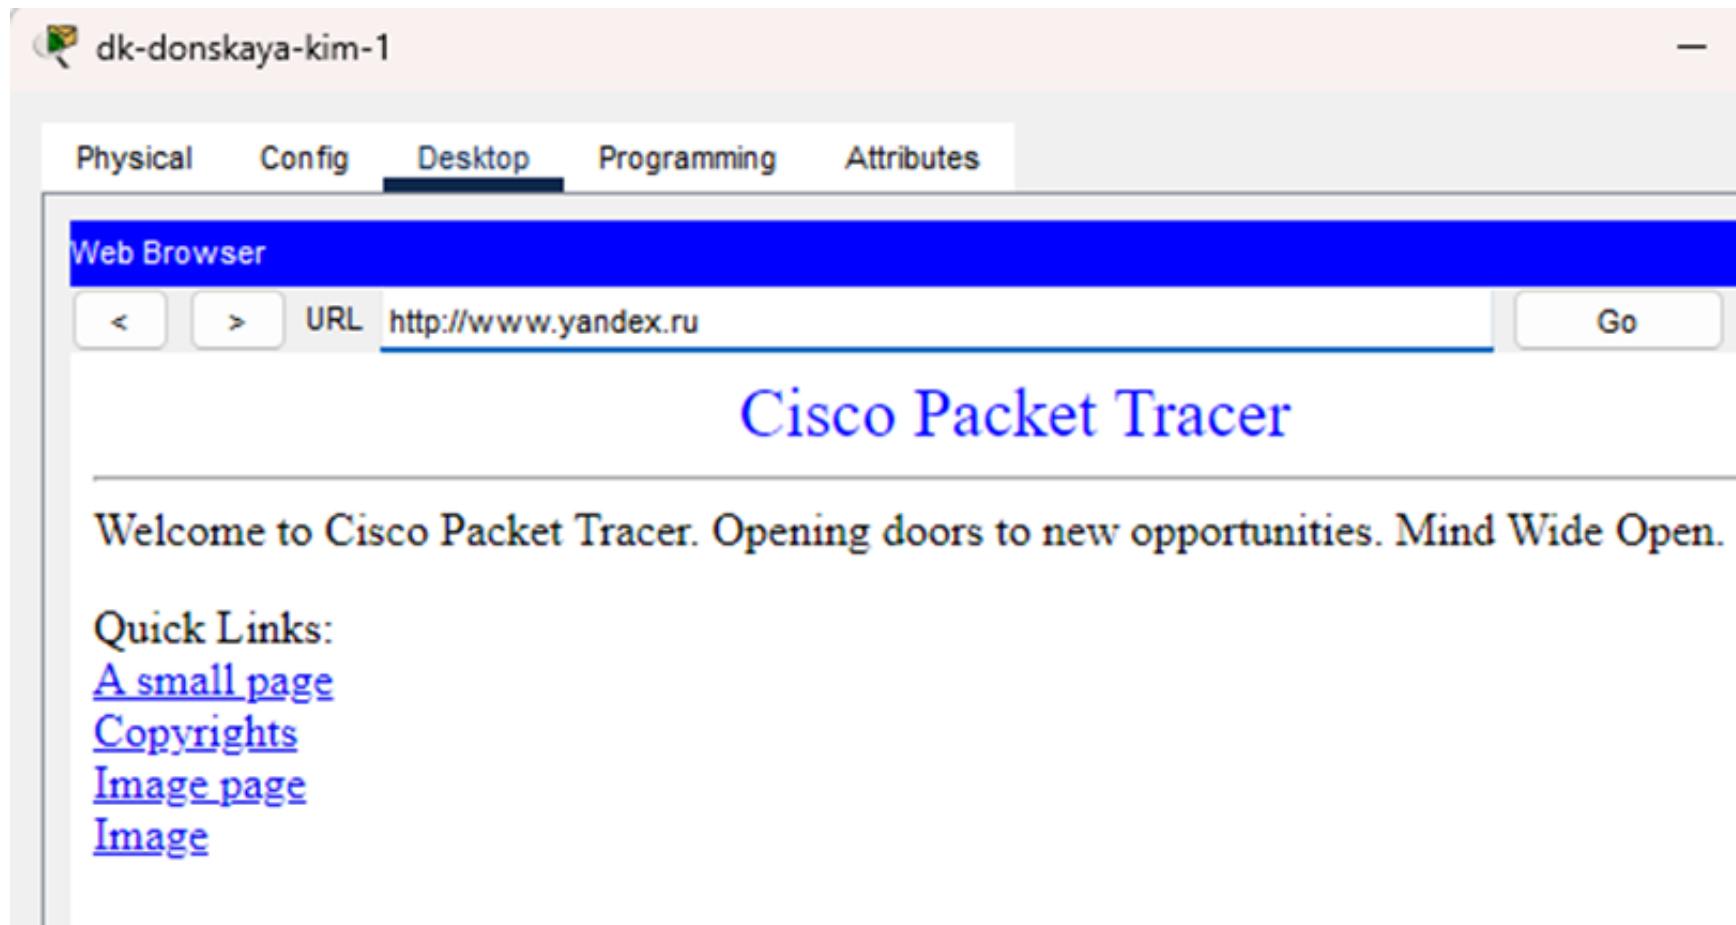 dk-donskaya-kim-1
Physical Config Desktop Programming Attributes
Web Browser
< > URL http://www.yandex.ru Go
Cisco Packet Tracer
Welcome to Cisco Packet Tracer. Opening doors to new opportunities. Mind Wide Open.
Quick Links:
A small page
Copyrights
Image page
Image